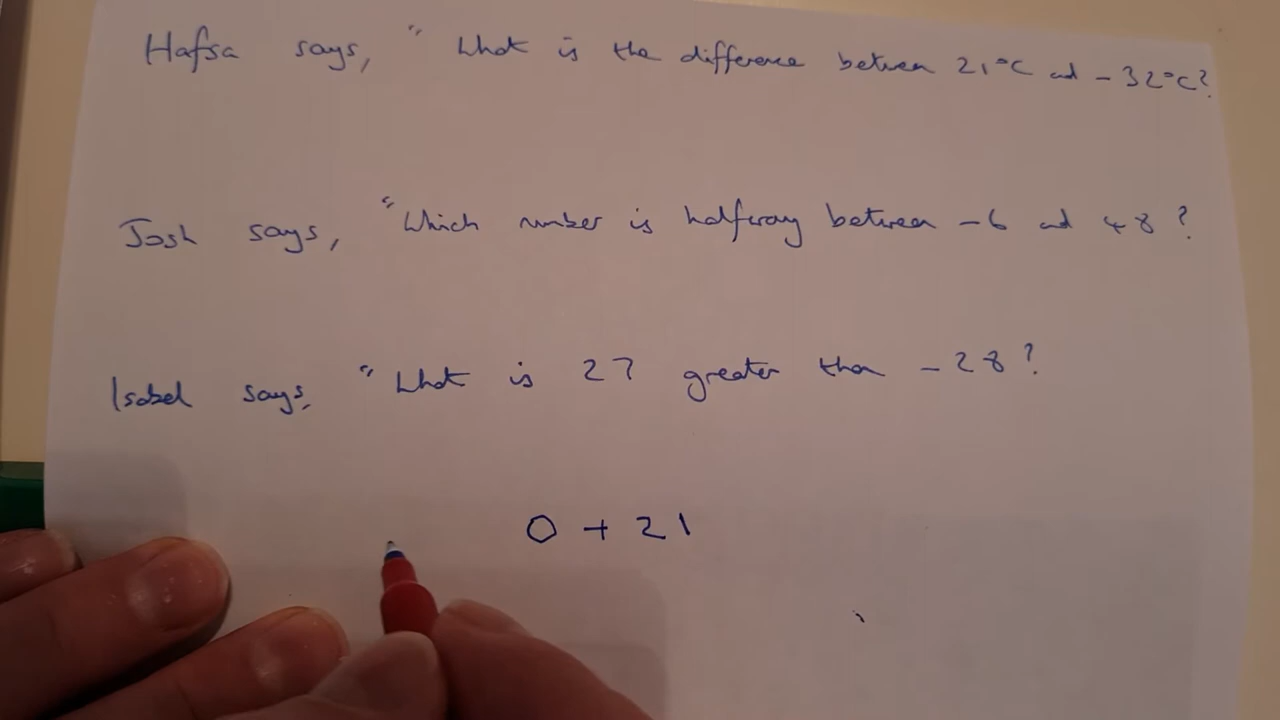 Hafsa says, " What is the difference between 21°C and -32°C?
Josh says, "Which number is halfway between -6 and 48?
Isobel says, "What is 27 greater than -28?
0 + 21